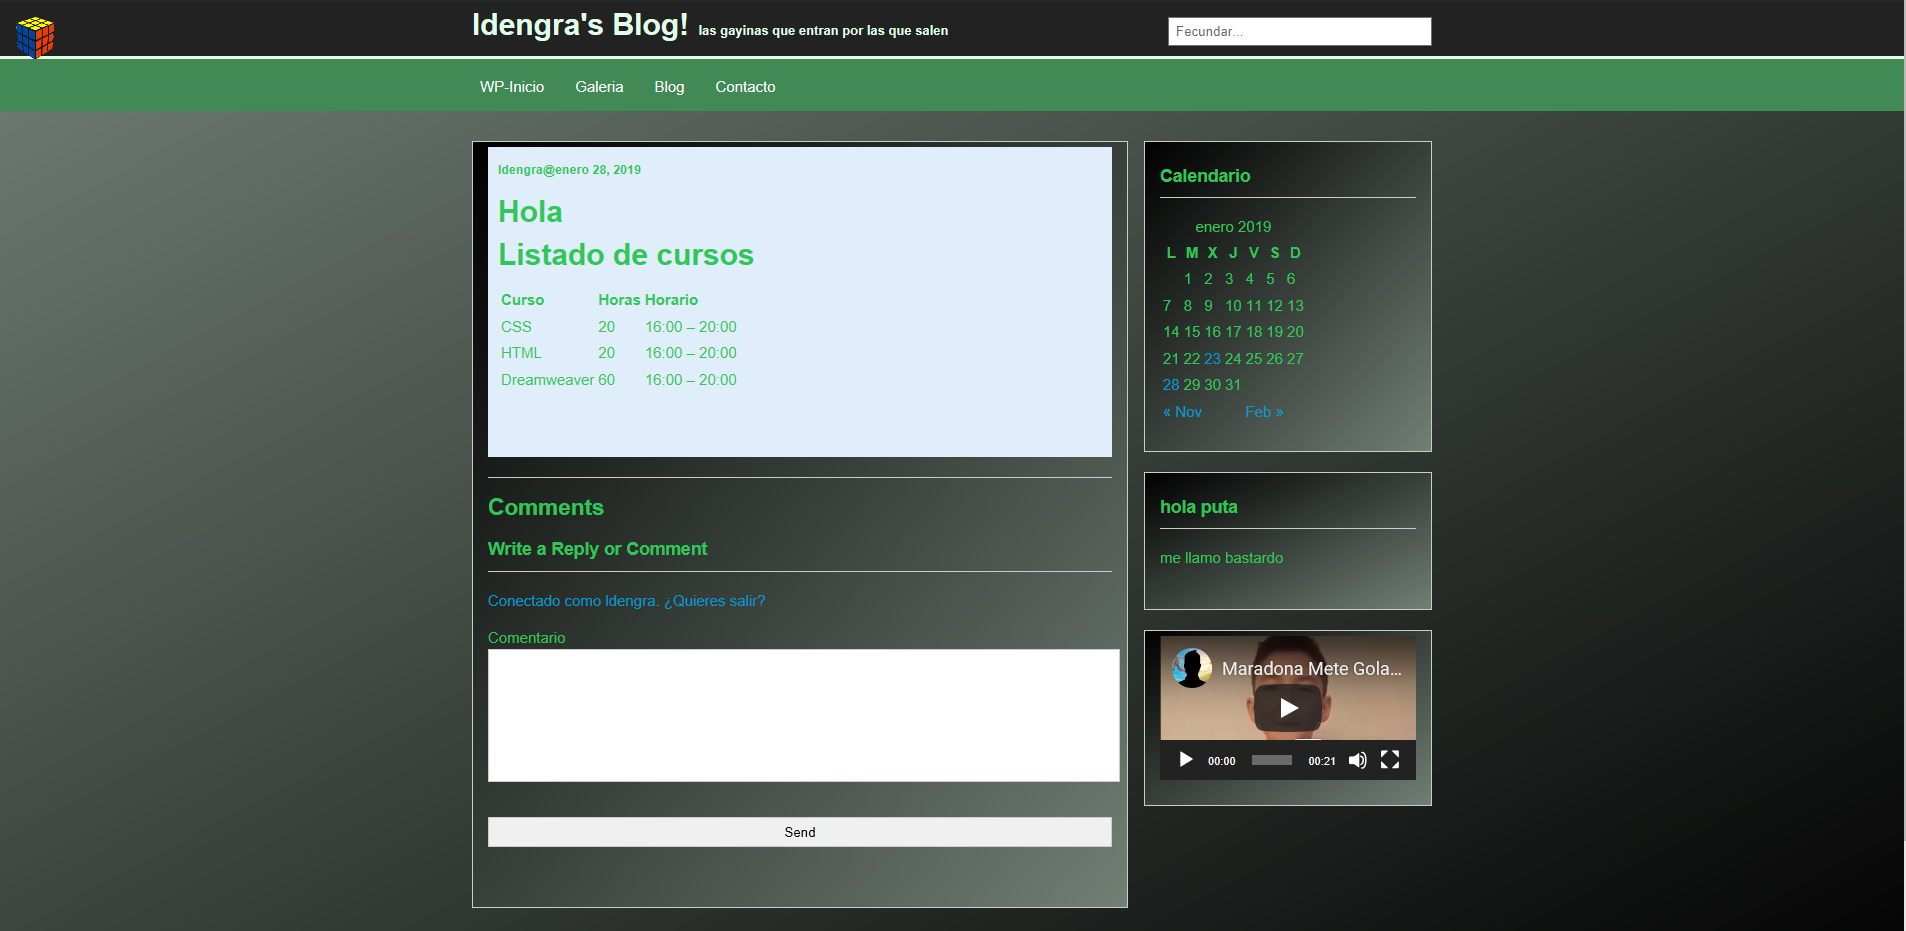 Idengra's Blog! las gayinas que entran por las que salen
Fecundar...
WP-Inicio Galeria Blog Contacto
Idengra@enero 28, 2019
Hola
Listado de cursos
Curso Horas Horario
CSS 20 16:00 – 20:00
HTML 20 16:00 – 20:00
Dreamweaver 60 16:00 – 20:00
Comments
Write a Reply or Comment
Conectado como Idengra. ¿Quieres salir?
Comentario
Send
Calendario
enero 2019
L M X J V S D
1 2 3 4 5 6
7 8 9 10 11 12 13
14 15 16 17 18 19 20
21 22 23 24 25 26 27
28 29 30 31
« Nov Feb »
hola puta
me llamo bastardo
Maradona Mete Gola...
00:00 00:21